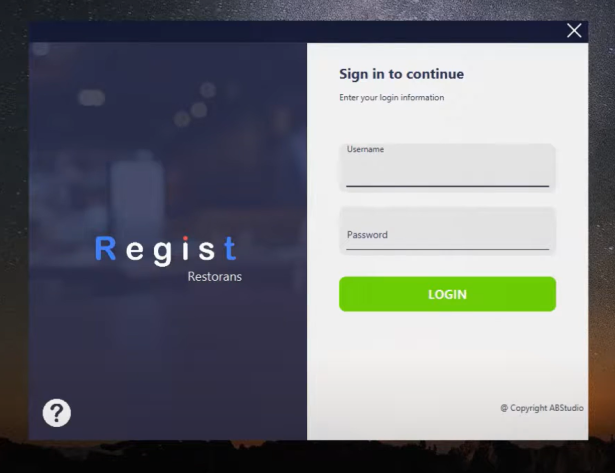 Regist
Restorans
?
Sign in to continue
Enter your login information
Username
Password
LOGIN
@ Copyright ABStudio